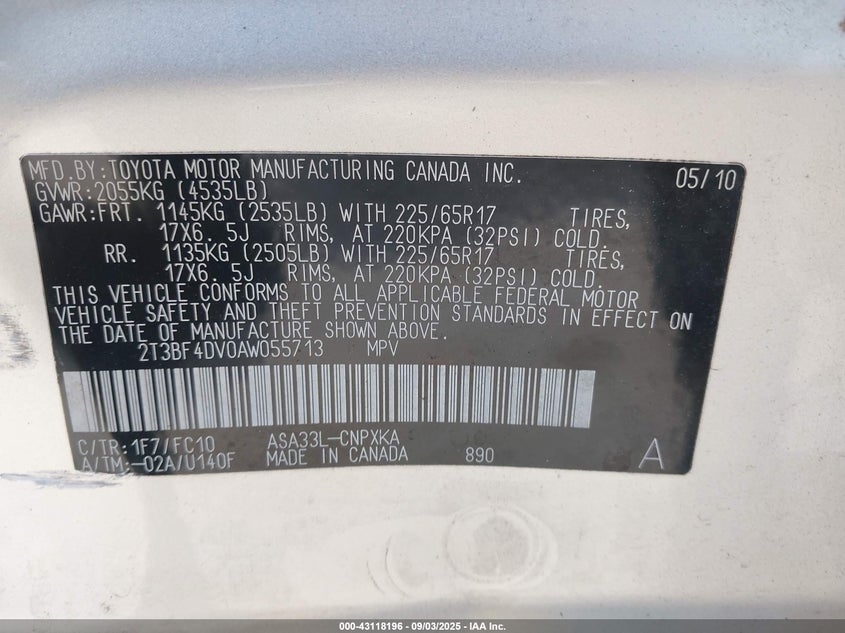 MFD.BY:TOYOTA MOTOR MANUFACTURING CANADA INC. 05/10
GVWR:2055KG (4535LB)
GAWR:FRT. 1145KG (2535LB) WITH 225/65R17 TIRES,
17X6.5J RIMS, AT 220KPA (32PSI) COLD.
RR. 1135KG (2505LB) WITH 225/65R17 TIRES,
17X6.5J RIMS, AT 220KPA (32PSI) COLD.
THIS VEHICLE CONFORMS TO ALL APPLICABLE FEDERAL MOTOR
VEHICLE SAFETY AND THEFT PREVENTION STANDARDS IN EFFECT ON
THE DATE OF MANUFACTURE SHOWN ABOVE.
2T3BF4DV0AW055713 MPV
C/TR:1F7/FC10 ASA33L-CNPXKA
A/TM:-02A/U140F MADE IN CANADA 890 A
000-43118196 - 09/03/2025 - IAA Inc.